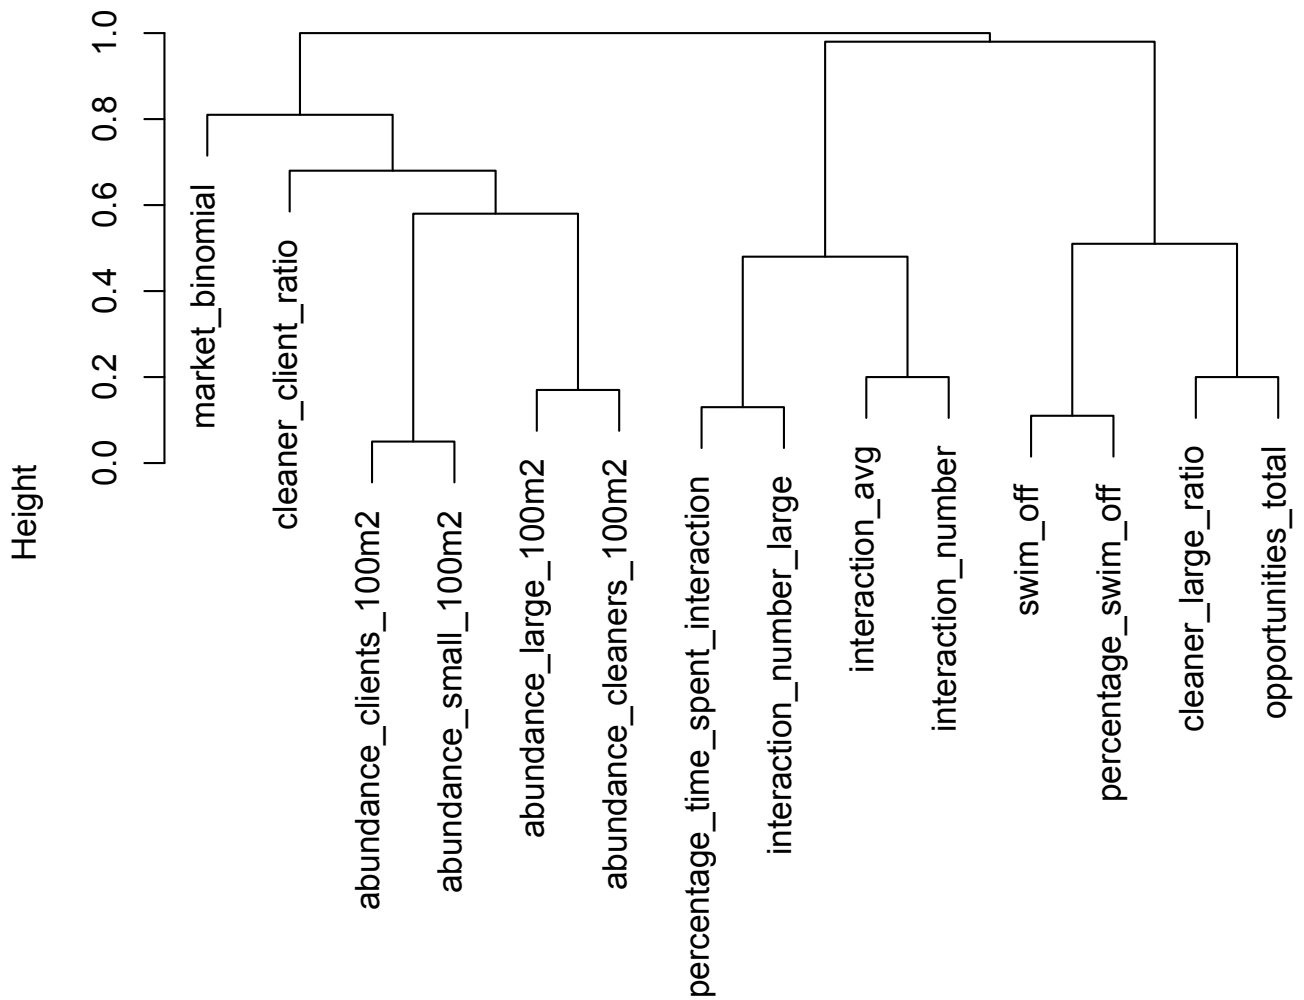 Height
1.0
0.8
0.6
0.4
0.2
0.0
market_binomial
cleaner_client_ratio
abundance_clients_100m2
abundance_small_100m2
abundance_large_100m2
abundance_cleaners_100m2
percentage_time_spent_interaction
interaction_number_large
interaction_avg
interaction_number
swim_off
percentage_swim_off
cleaner_large_ratio
opportunities_total